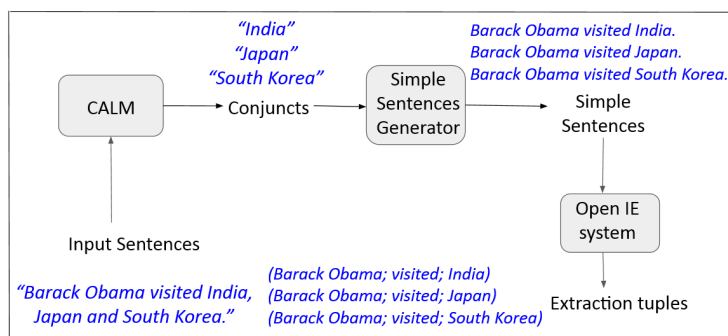 “India”
“Japan”
“South Korea”
Barack Obama visited India.
Barack Obama visited Japan.
Barack Obama visited South Korea.
CALM
Conjuncts
Simple
Sentences
Generator
Simple
Sentences
Open IE
system
Input Sentences
“Barack Obama visited India,
Japan and South Korea.”
(Barack Obama; visited; India)
(Barack Obama; visited; Japan)
(Barack Obama; visited; South Korea)
Extraction tuples